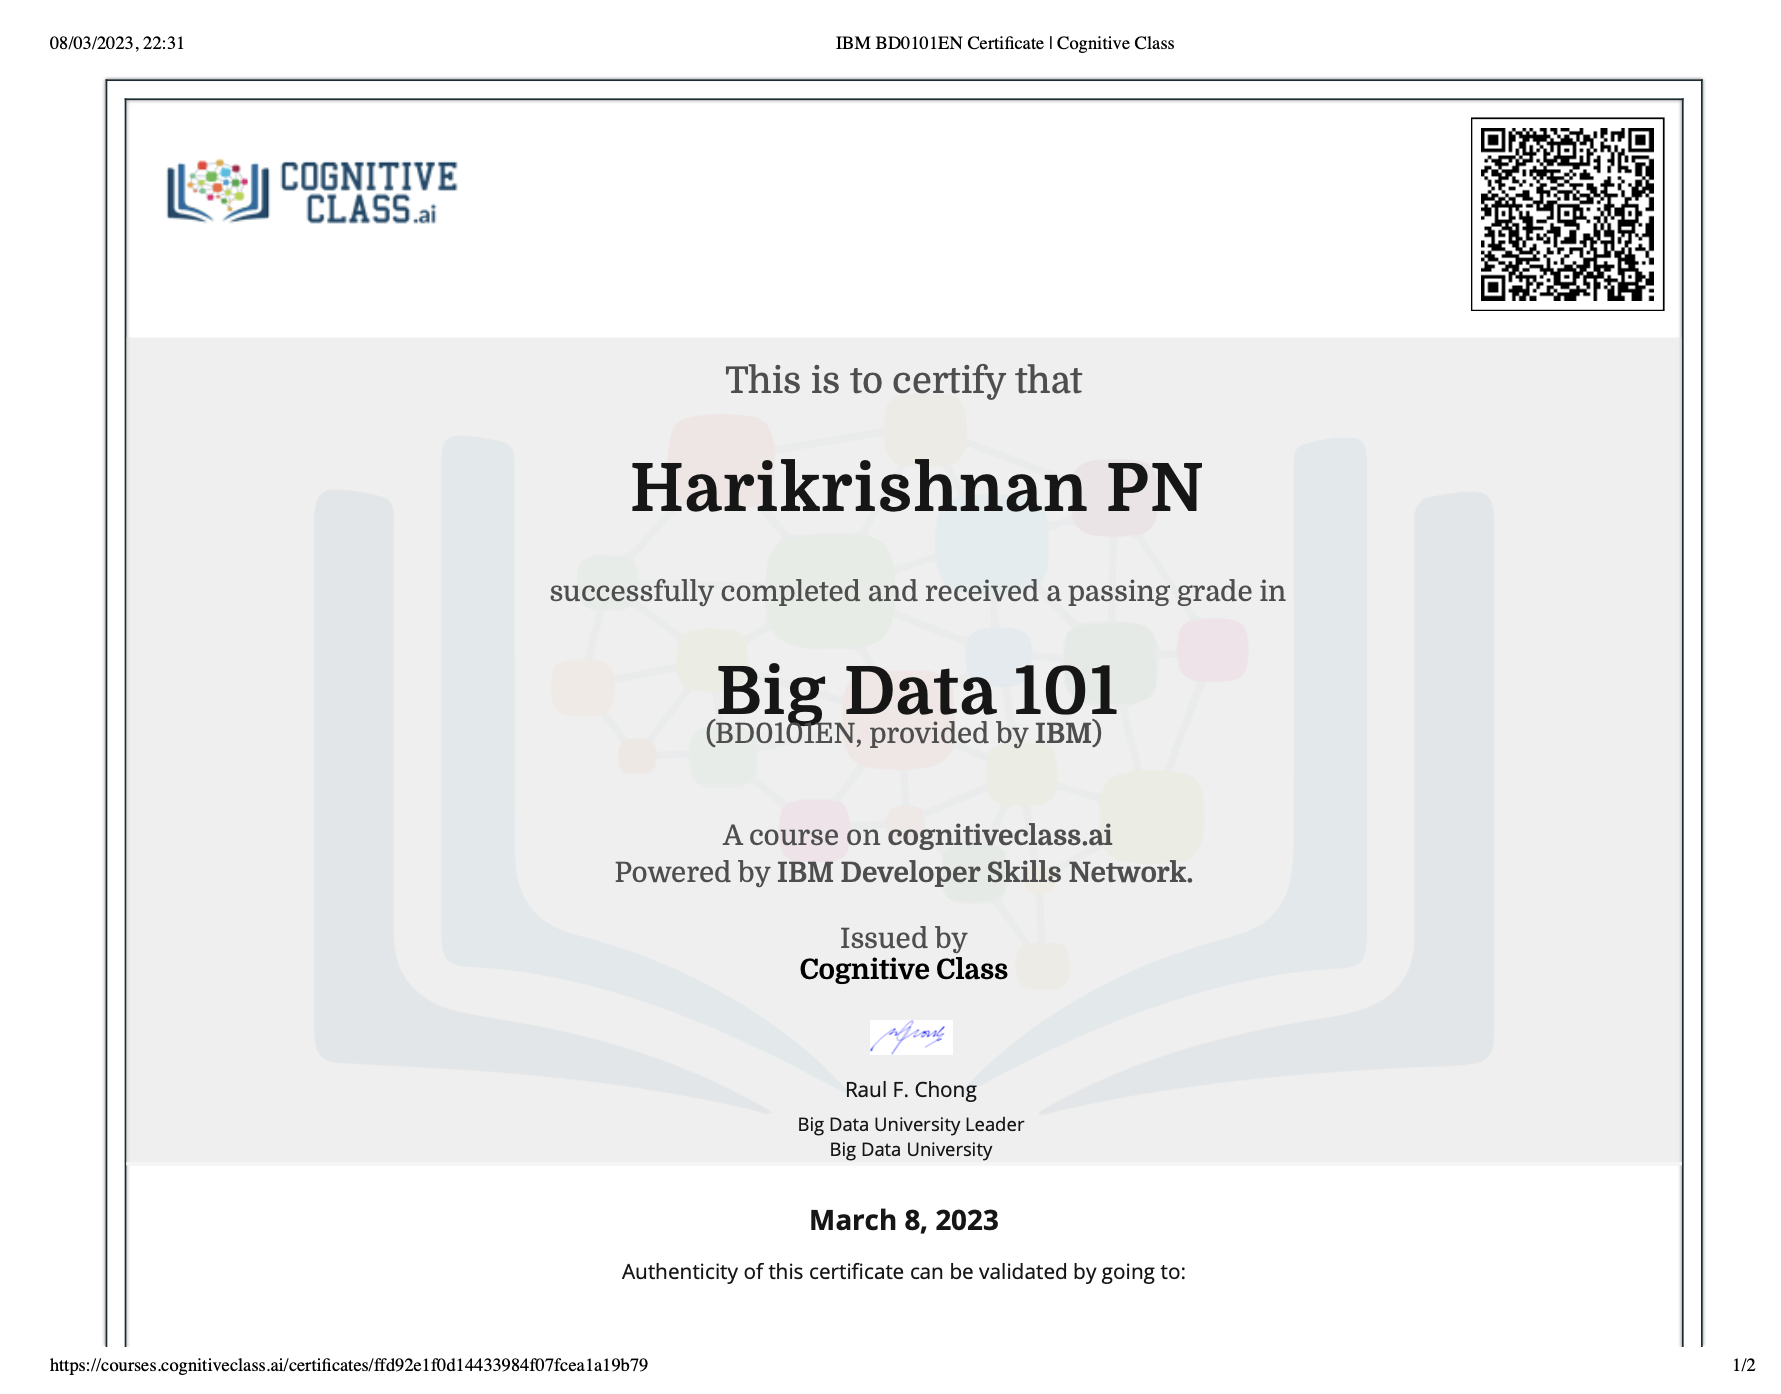 08/03/2023, 22:31
IBM BD0101EN Certificate | Cognitive Class
COGNITIVE
CLASS.ai
This is to certify that
Harikrishnan PN
successfully completed and received a passing grade in
Big Data 101
(BD0101EN, provided by IBM)
A course on cognitiveclass.ai
Powered by IBM Developer Skills Network.
Issued by
Cognitive Class
Raul F. Chong
Big Data University Leader
Big Data University
March 8, 2023
Authenticity of this certificate can be validated by going to:
https://courses.cognitiveclass.ai/certificates/ffd92e1f0d14433984f07fcea1a19b79
1/2